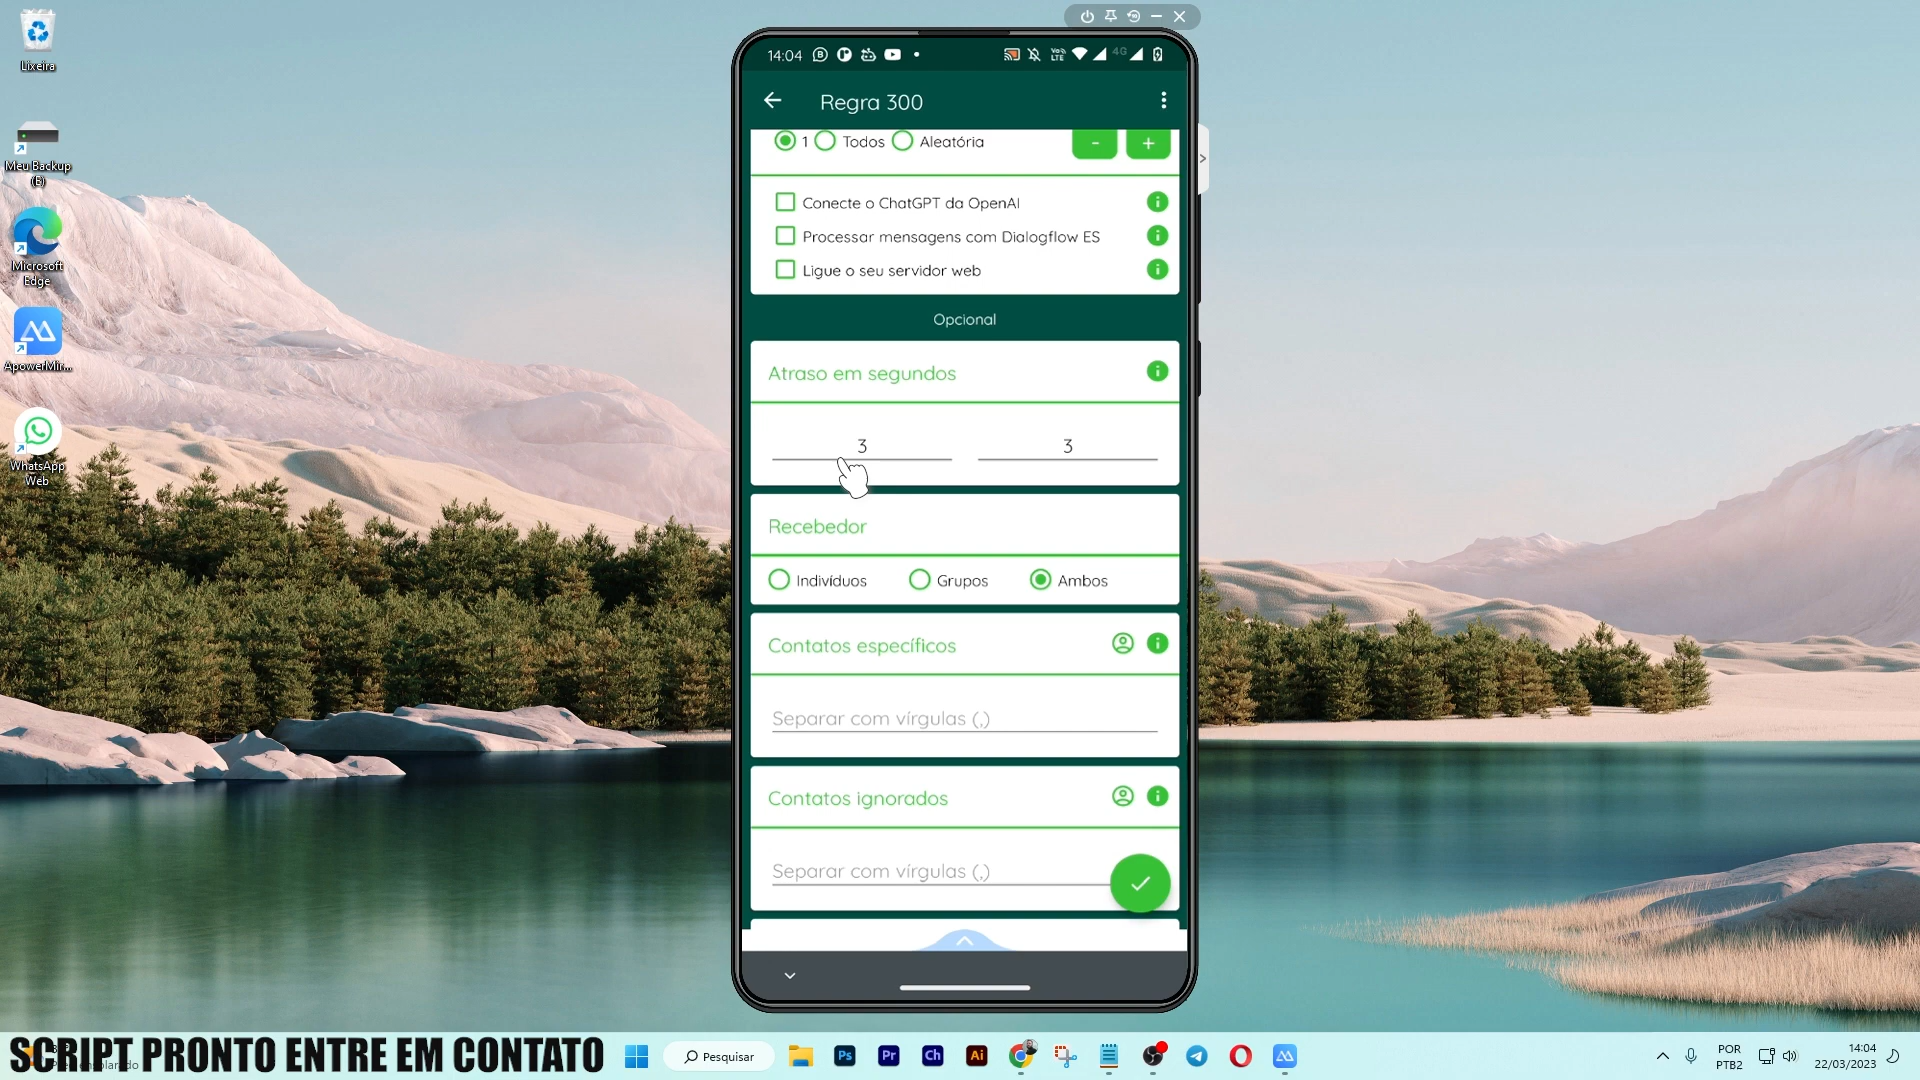 Lixeira
Meu Backup
(B)
Microsoft
Edge
ApowerMir...
WhatsApp
Web
14:04
VoLTE
4G
Regra 300
1
Todos
Aleatória
-
+
Conecte o ChatGPT da OpenAI
Processar mensagens com Dialogflow ES
Ligue o seu servidor web
Opcional
Atraso em segundos
3
3
Recebedor
Indivíduos
Grupos
Ambos
Contatos específicos
Separar com vírgulas (,)
Contatos ignorados
Separar com vírgulas (,)
SCRIPT PRONTO ENTRE EM CONTATO
Pesquisar
Ps
Pr
Ch
Ai
POR
PTB2
14:04
22/03/2023